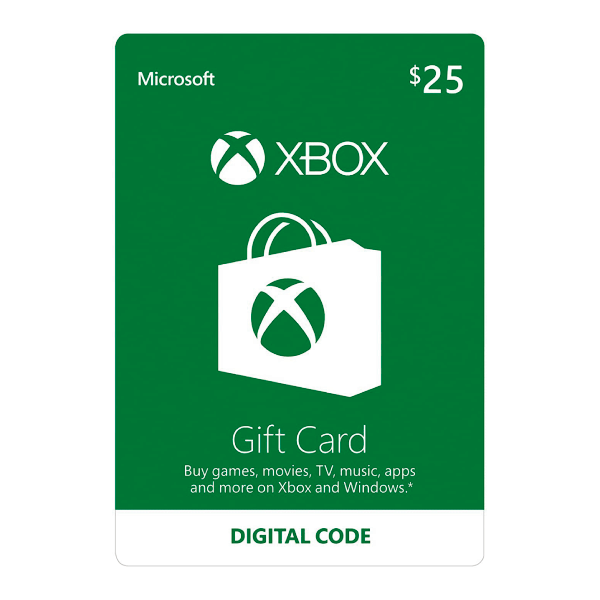 Microsoft
$25
XBOX
Gift Card
Buy games, movies, TV, music, apps
and more on Xbox and Windows.*
DIGITAL CODE